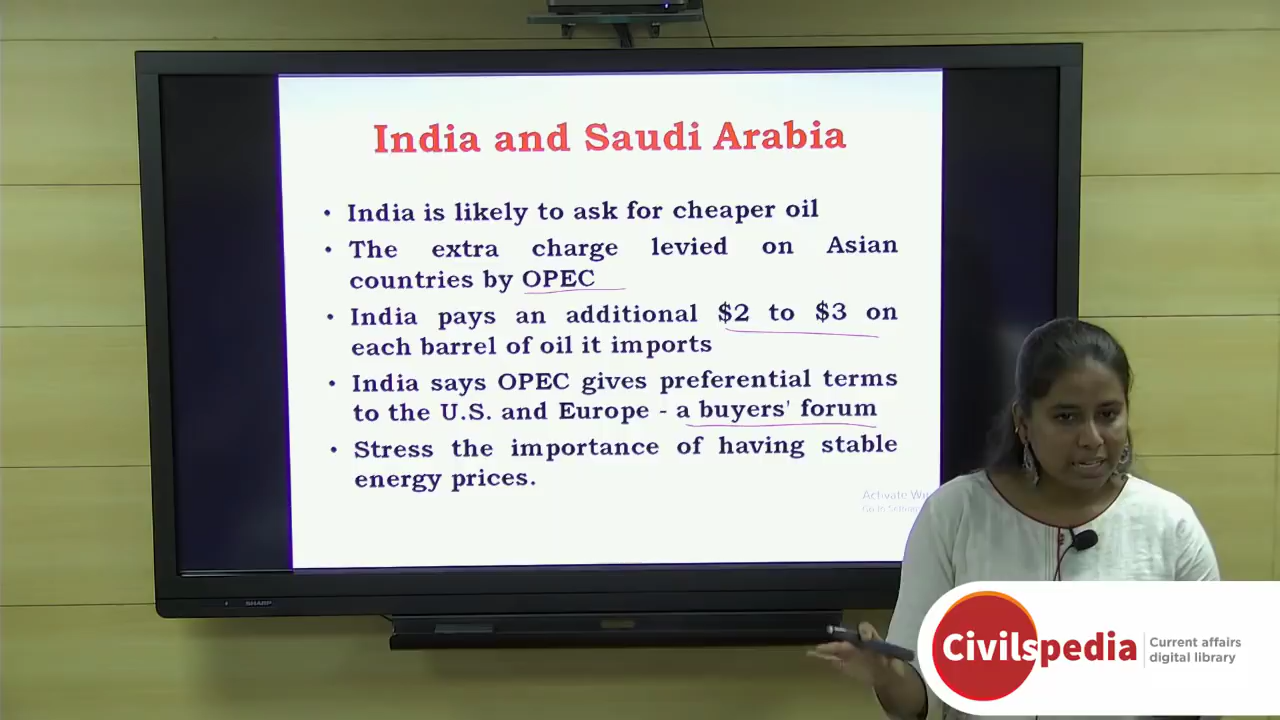 India and Saudi Arabia
• India is likely to ask for cheaper oil
• The extra charge levied on Asian
countries by OPEC
• India pays an additional $2 to $3 on
each barrel of oil it imports
• India says OPEC gives preferential terms
to the U.S. and Europe - a buyers' forum
• Stress the importance of having stable
energy prices.
Activate
SHARP
Civilspedia
Current affairs
digital library